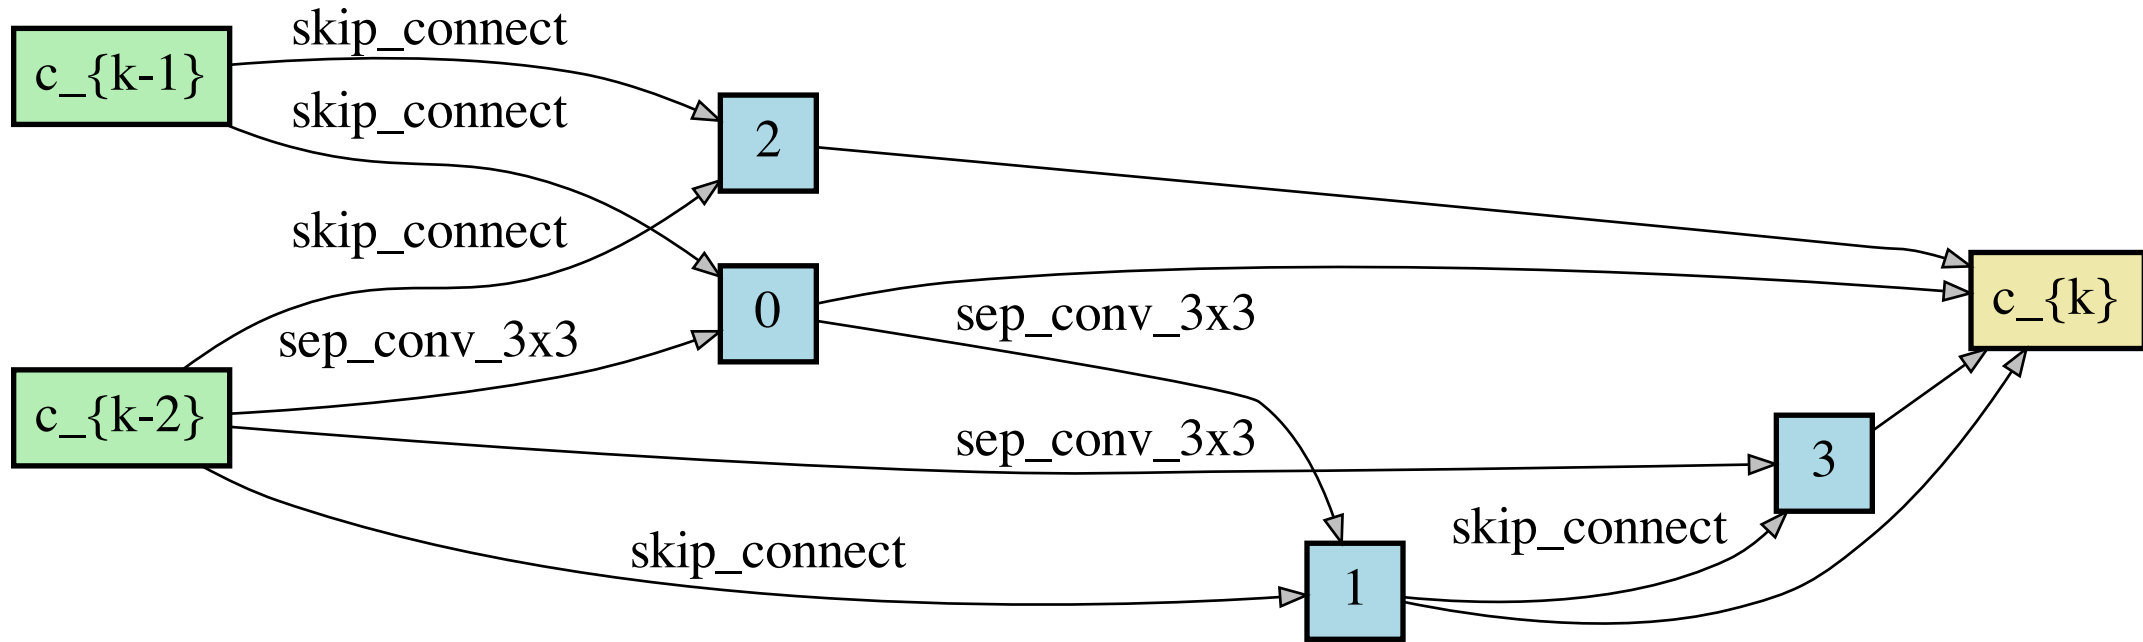 skip_connect
c_{k-1}
skip_connect
2
skip_connect
c_{k}
0
sep_conv_3x3
sep_conv_3x3
c_{k-2}
sep_conv_3x3
3
skip_connect
skip_connect
1